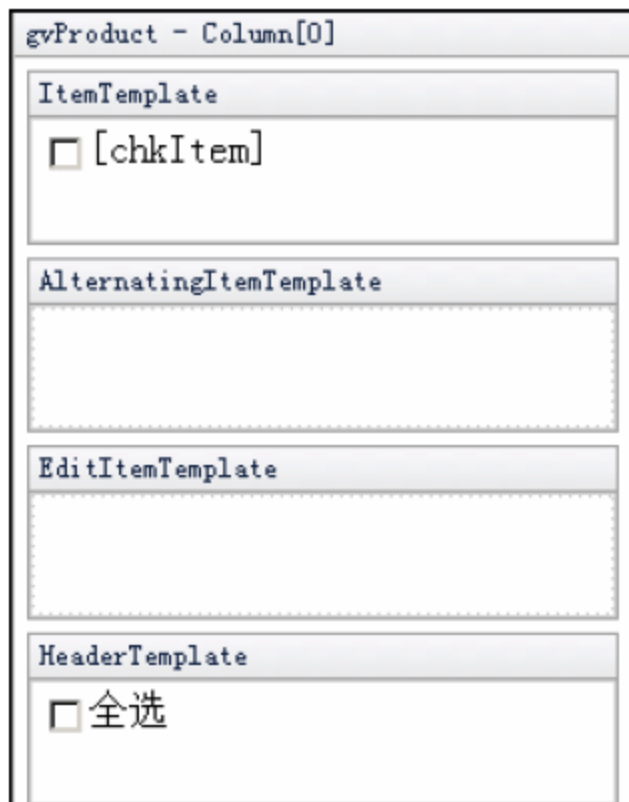 gvProduct - Column[0]
ItemTemplate
[chkItem]
AlternatingItemTemplate
EditItemTemplate
HeaderTemplate
全选